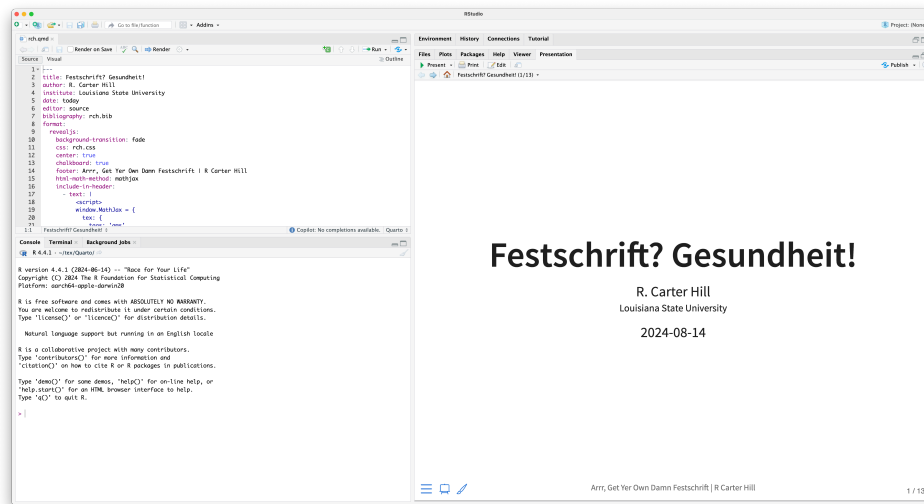 RStudio
Go to file/function
Addins
Project: (None
rch.qmd
Render on Save
Render
Run
Source Visual
Outline
1 ---
2 title: Festschrift? Gesundheit!
3 author: R. Carter Hill
4 institute: Louisiana State University
5 date: today
6 editor: source
7 bibliography: rch.bib
8 format:
9 revealjs:
10 background-transition: fade
11 css: rch.css
12 center: true
13 chalkboard: true
14 footer: Arrr, Get Yer Own Damn Festschrift | R Carter Hill
15 html-math-method: mathjax
16 include-in-header:
17 - text: |
18 <script>
19 window.MathJax = {
20 tex: {
21 tags: 'ams'
1:1 Festschrift? Gesundheit!
Copilot: No completions available. Quarto
Console Terminal Background Jobs
R 4.4.1 · ~/tex/Quarto/
R version 4.4.1 (2024-06-14) -- "Race for Your Life"
Copyright (C) 2024 The R Foundation for Statistical Computing
Platform: aarch64-apple-darwin20
R is free software and comes with ABSOLUTELY NO WARRANTY.
You are welcome to redistribute it under certain conditions.
Type 'license()' or 'licence()' for distribution details.
Natural language support but running in an English locale
R is a collaborative project with many contributors.
Type 'contributors()' for more information and
'citation()' on how to cite R or R packages in publications.
Type 'demo()' for some demos, 'help()' for on-line help, or
'help.start()' for an HTML browser interface to help.
Type 'q()' to quit R.
>
Environment History Connections Tutorial
Files Plots Packages Help Viewer Presentation
Present Print Edit
Publish
Festschrift? Gesundheit! (1/13)
Festschrift? Gesundheit!
R. Carter Hill
Louisiana State University
2024-08-14
Arrr, Get Yer Own Damn Festschrift | R Carter Hill
1 / 13